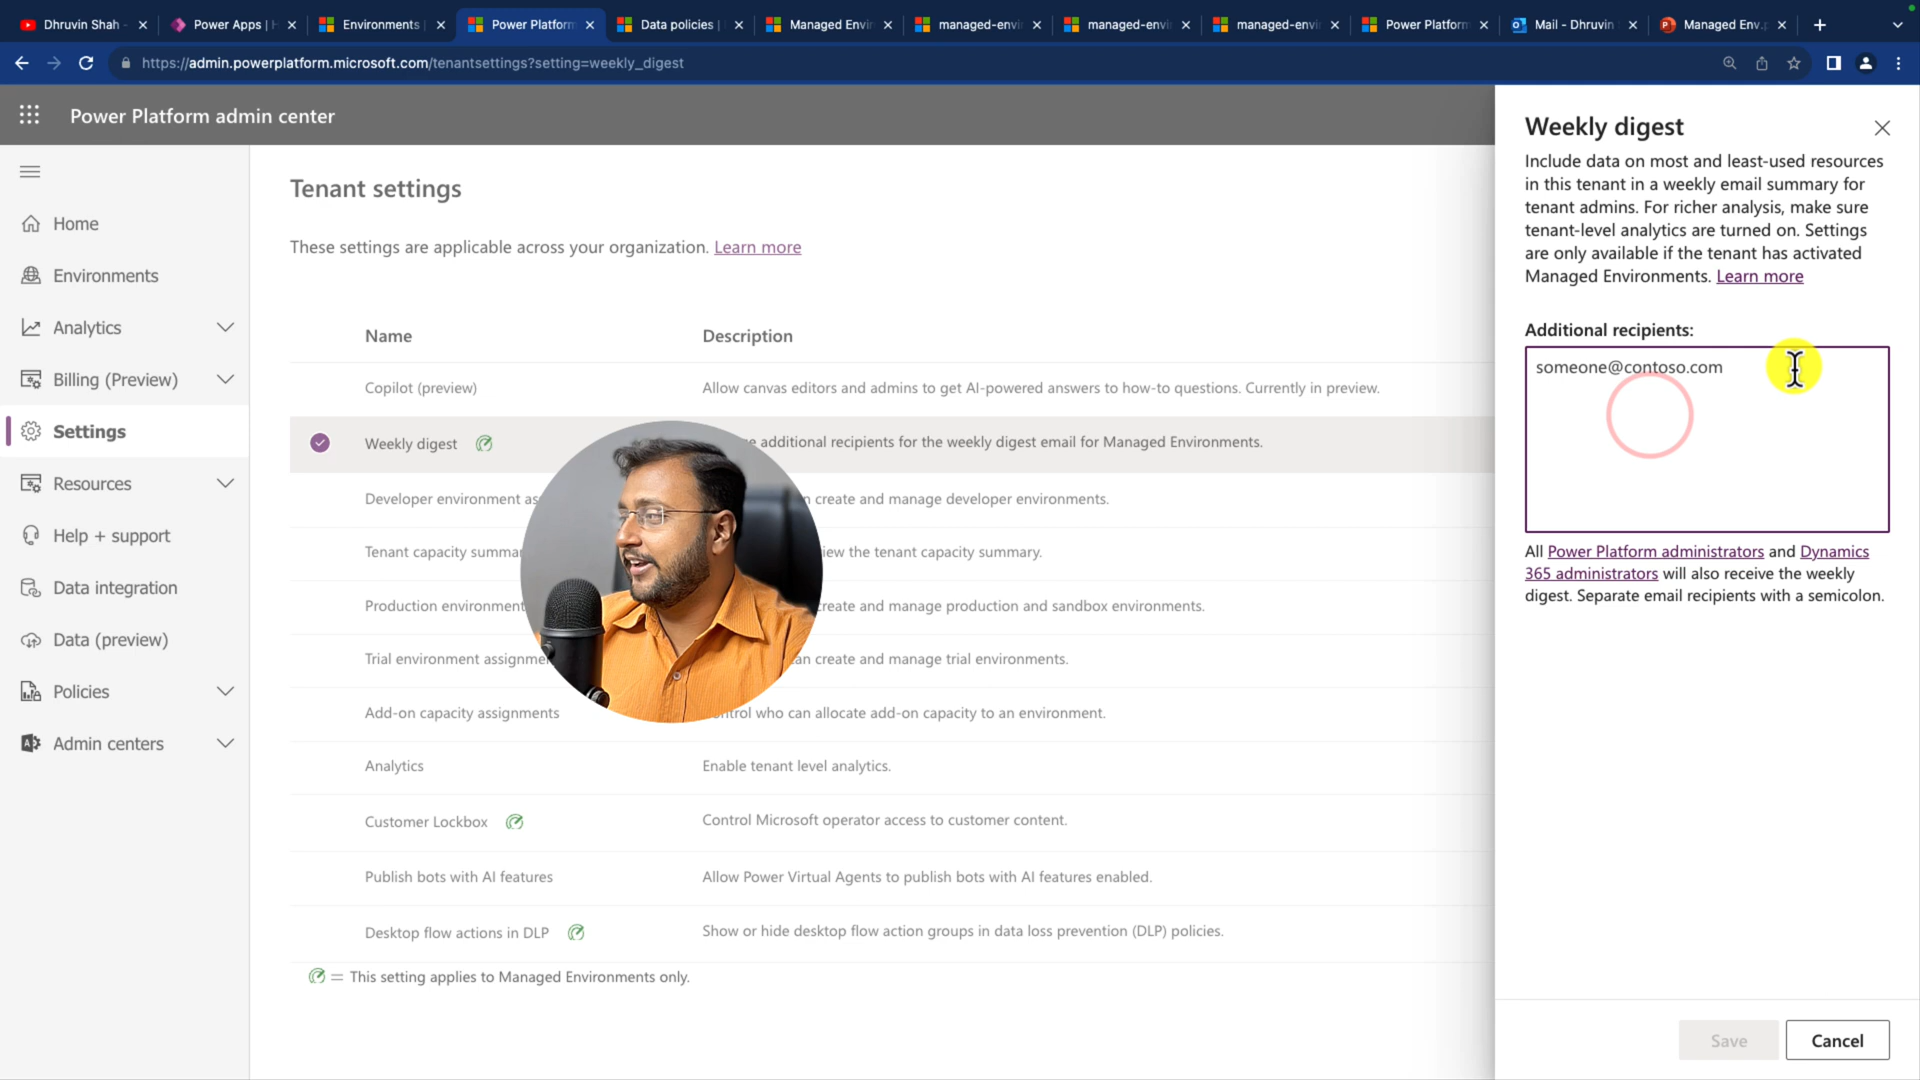 Dhruvin Shah -
Power Apps | H
Environments |
Power Platform
Data policies |
Managed Envir
managed-envi
managed-envi
managed-envi
Power Platform
Mail - Dhruvin
Managed Env.p
https://admin.powerplatform.microsoft.com/tenantsettings?setting=weekly_digest
Power Platform admin center
Home
Environments
Analytics
Billing (Preview)
Settings
Resources
Help + support
Data integration
Data (preview)
Policies
Admin centers
Tenant settings
These settings are applicable across your organization. Learn more
Name Description
Copilot (preview) Allow canvas editors and admins to get AI-powered answers to how-to questions. Currently in preview.
Weekly digest additional recipients for the weekly digest email for Managed Environments.
Developer environment create and manage developer environments.
Tenant capacity the tenant capacity summary.
Production environment create and manage production and sandbox environments.
Trial environment create and manage trial environments.
Add-on capacity assignments who can allocate add-on capacity to an environment.
Analytics Enable tenant level analytics.
Customer Lockbox Control Microsoft operator access to customer content.
Publish bots with AI features Allow Power Virtual Agents to publish bots with AI features enabled.
Desktop flow actions in DLP Show or hide desktop flow action groups in data loss prevention (DLP) policies.
= This setting applies to Managed Environments only.
Weekly digest
Include data on most and least-used resources
in this tenant in a weekly email summary for
tenant admins. For richer analysis, make sure
tenant-level analytics are turned on. Settings
are only available if the tenant has activated
Managed Environments. Learn more
Additional recipients:
someone@contoso.com
All Power Platform administrators and Dynamics
365 administrators will also receive the weekly
digest. Separate email recipients with a semicolon.
Save
Cancel